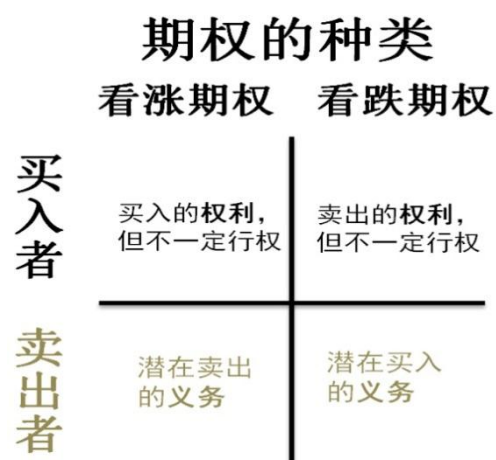 期权的种类
看涨期权 看跌期权
买入者
买入的权利，
但不一定行权
卖出的权利，
但不一定行权
卖出者
潜在卖出
的义务
潜在买入
的义务